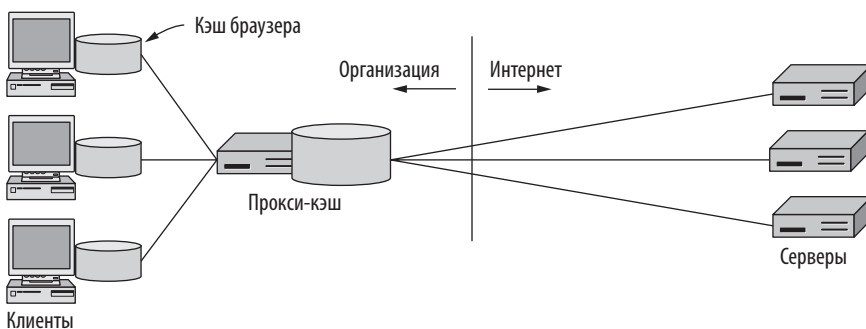 Кэш браузера
Организация
Интернет
Прокси-кэш
Серверы
Клиенты